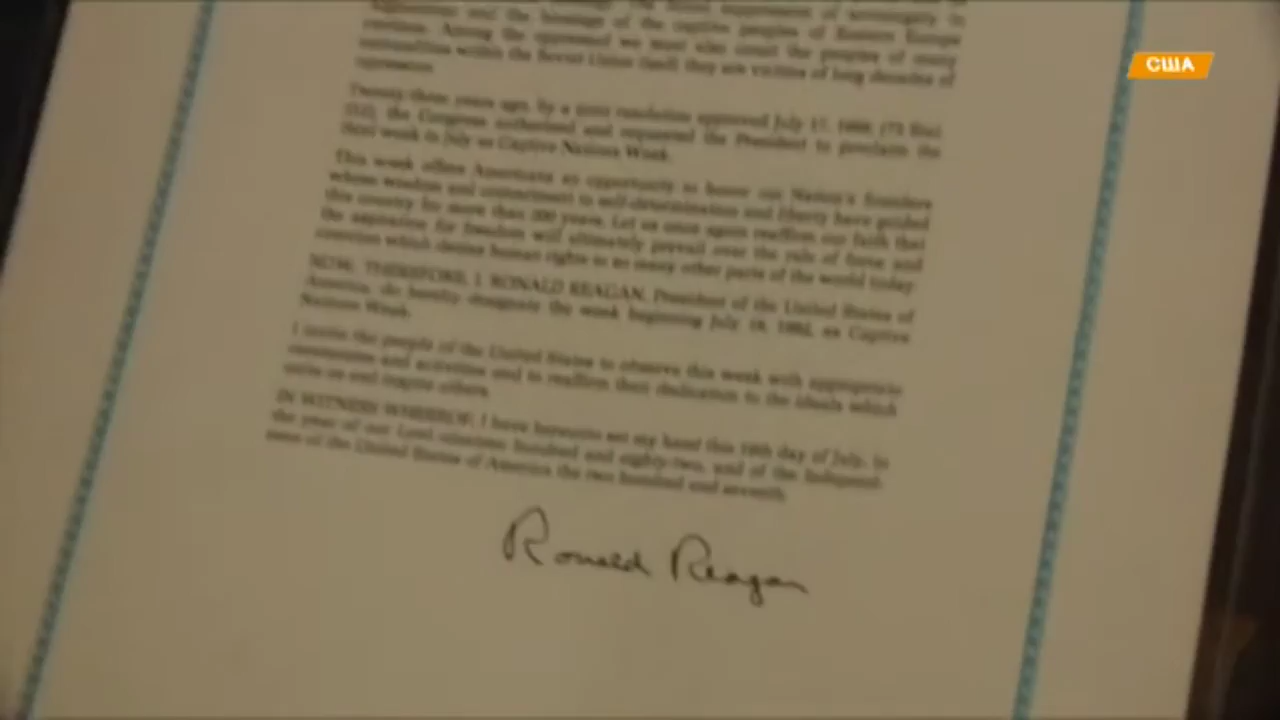 США
Afghanistan and the bondage of the captive peoples of Eastern Europe
continue. Among the oppressed we must also count the peoples of many
nationalities within the Soviet Union itself; they are victims of long decades of
oppression.
Twenty-three years ago, by a joint resolution approved July 17, (73 Stat.
the Congress authorized and requested the President to proclaim the
third week in July as Captive Nations Week.
This week offers Americans an opportunity to honor our Nation's founders
whose wisdom and commitment to self-determination and liberty have guided
this country for more than 200 years. Let us once again reaffirm our faith that
the aspiration for freedom will ultimately prevail over the rule of force and
coercion which denies human rights to so many other parts of the world today.
NOW, THEREFORE, I, RONALD REAGAN, President of the United States of
America, do hereby designate the week beginning July 18, 1982, as Captive
Nations Week.
I invite the people of the United States to observe this week with appropriate
ceremonies and activities and to reaffirm their dedication to the ideals which
unite us and inspire others.
IN WITNESS WHEREOF, I have hereunto set my hand this day of July, in
the year of our Lord nineteen hundred and eighty-two, and of the Independ-
ence of the United States of America the two hundred and seventh.
Ronald Reagan